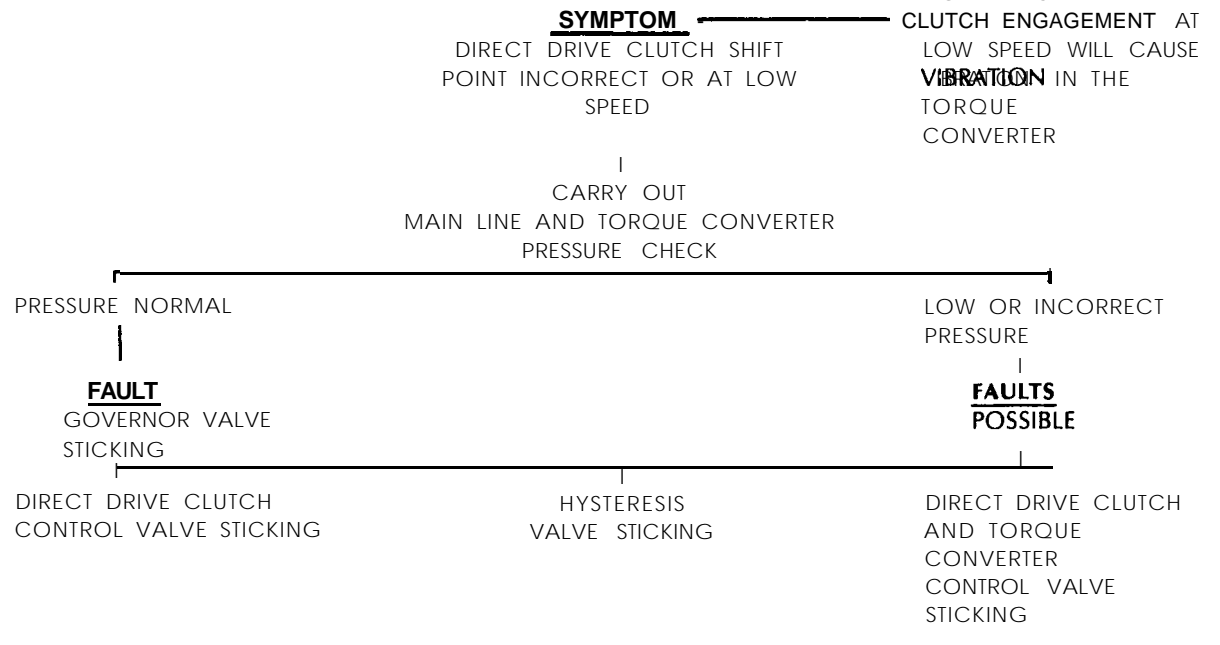 SYMPTOM
DIRECT DRIVE CLUTCH SHIFT
POINT INCORRECT OR AT LOW
SPEED
CLUTCH ENGAGEMENT AT
LOW SPEED WILL CAUSE
VIBRATION IN THE
TORQUE
CONVERTER
CARRY OUT
MAIN LINE AND TORQUE CONVERTER
PRESSURE CHECK
PRESSURE NORMAL
FAULT
GOVERNOR VALVE
STICKING
LOW OR INCORRECT
PRESSURE
FAULTS
POSSIBLE
DIRECT DRIVE CLUTCH
CONTROL VALVE STICKING
HYSTERESIS
VALVE STICKING
DIRECT DRIVE CLUTCH
AND TORQUE
CONVERTER
CONTROL VALVE
STICKING